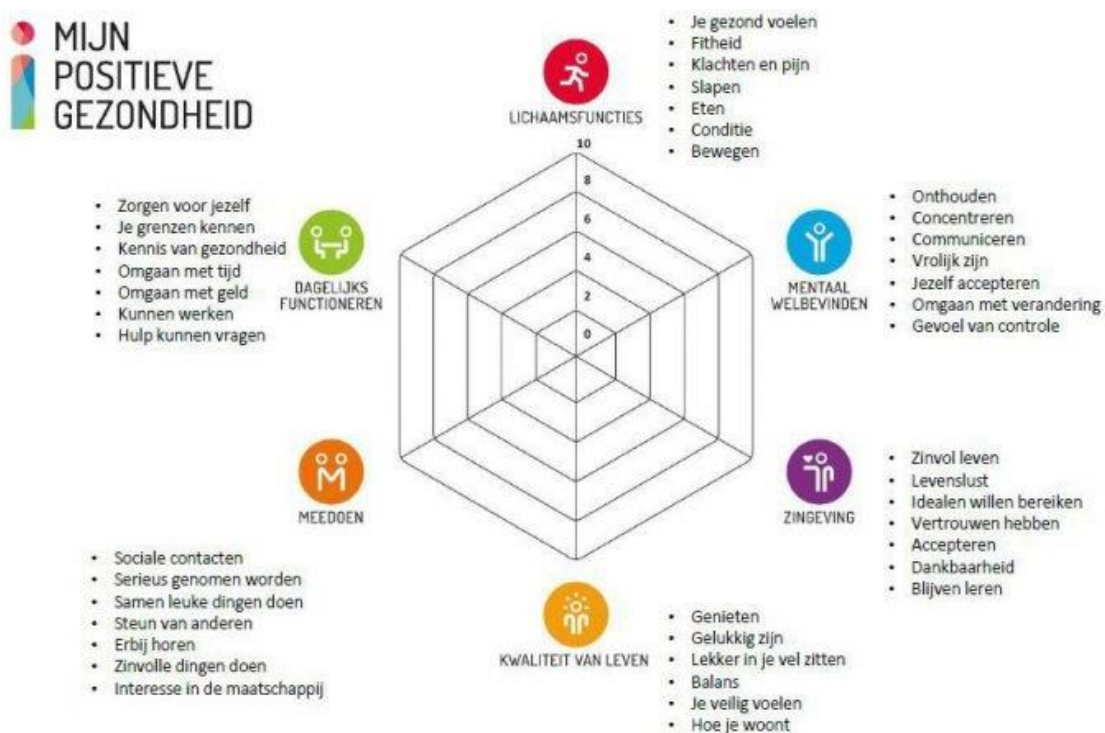 MIJN
POSITIEVE
GEZONDHEID
LICHAAMSFUNCTIES
• Je gezond voelen
• Fitheid
• Klachten en pijn
• Slapen
• Eten
• Conditie
• Bewegen
10
8
6
4
2
0
MENTAAL
WELBEVINDEN
• Onthouden
• Concentreren
• Communiceren
• Vrolijk zijn
• Jezelf accepteren
• Omgaan met verandering
• Gevoel van controle
ZINGEVING
• Zinvol leven
• Levenslust
• Idealen willen bereiken
• Vertrouwen hebben
• Accepteren
• Dankbaarheid
• Blijven leren
KWALITEIT VAN LEVEN
• Genieten
• Gelukkig zijn
• Lekker in je vel zitten
• Balans
• Je veilig voelen
• Hoe je woont
MEEDOEN
• Sociale contacten
• Serieus genomen worden
• Samen leuke dingen doen
• Steun van anderen
• Erbij horen
• Zinvolle dingen doen
• Interesse in de maatschappij
DAGELIJKS
FUNCTIONEREN
• Zorgen voor jezelf
• Je grenzen kennen
• Kennis van gezondheid
• Omgaan met tijd
• Omgaan met geld
• Kunnen werken
• Hulp kunnen vragen